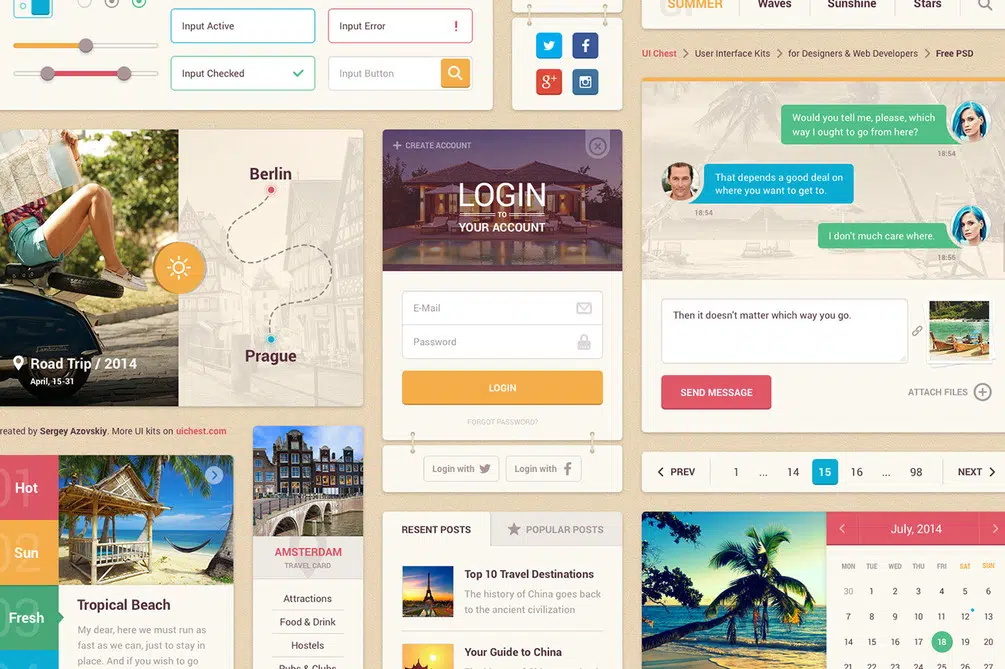 Input Active
Input Error
!
Input Checked
Input Button
g+
SUMMER
Waves
Sunshine
Stars
UI Chest
User Interface Kits
for Designers & Web Developers
Free PSD
Berlin
Prague
Road Trip / 2014
April, 15-31
CREATE ACCOUNT
LOGIN
TO
YOUR ACCOUNT
E-Mail
Password
LOGIN
FORGOT PASSWORD?
Login with
Login with
Would you tell me, please, which
way I ought to go from here?
18:54
That depends a good deal on
where you want to get to.
18:54
I don't much care where.
18:55
Then it doesn't matter which way you go.
SEND MESSAGE
ATTACH FILES
PREV
1
...
14
15
16
...
98
NEXT
reated by Sergey Azovskiy. More UI kits on uichest.com
01
Hot
02
Sun
03
Fresh
Tropical Beach
My dear, here we must run as
fast as we can, just to stay in
place. And if you wish to go
AMSTERDAM
TRAVEL CARD
Attractions
Food & Drink
Hotels
Pubs & Clubs
RESENT POSTS
POPULAR POSTS
Top 10 Travel Destinations
The history of China goes back
to the ancient civilization
Your Guide to China
July, 2014
MON TUE WED THU FRI SAT SUN
30 1 2 3 4 5 6
7 8 9 10 11 12 13
14 15 16 17 18 19 20
21 22 23 24 25 26 27